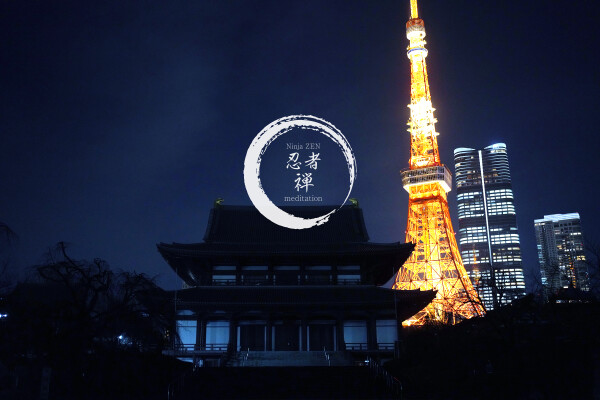 Ninja ZEN
忍者
禅
meditation